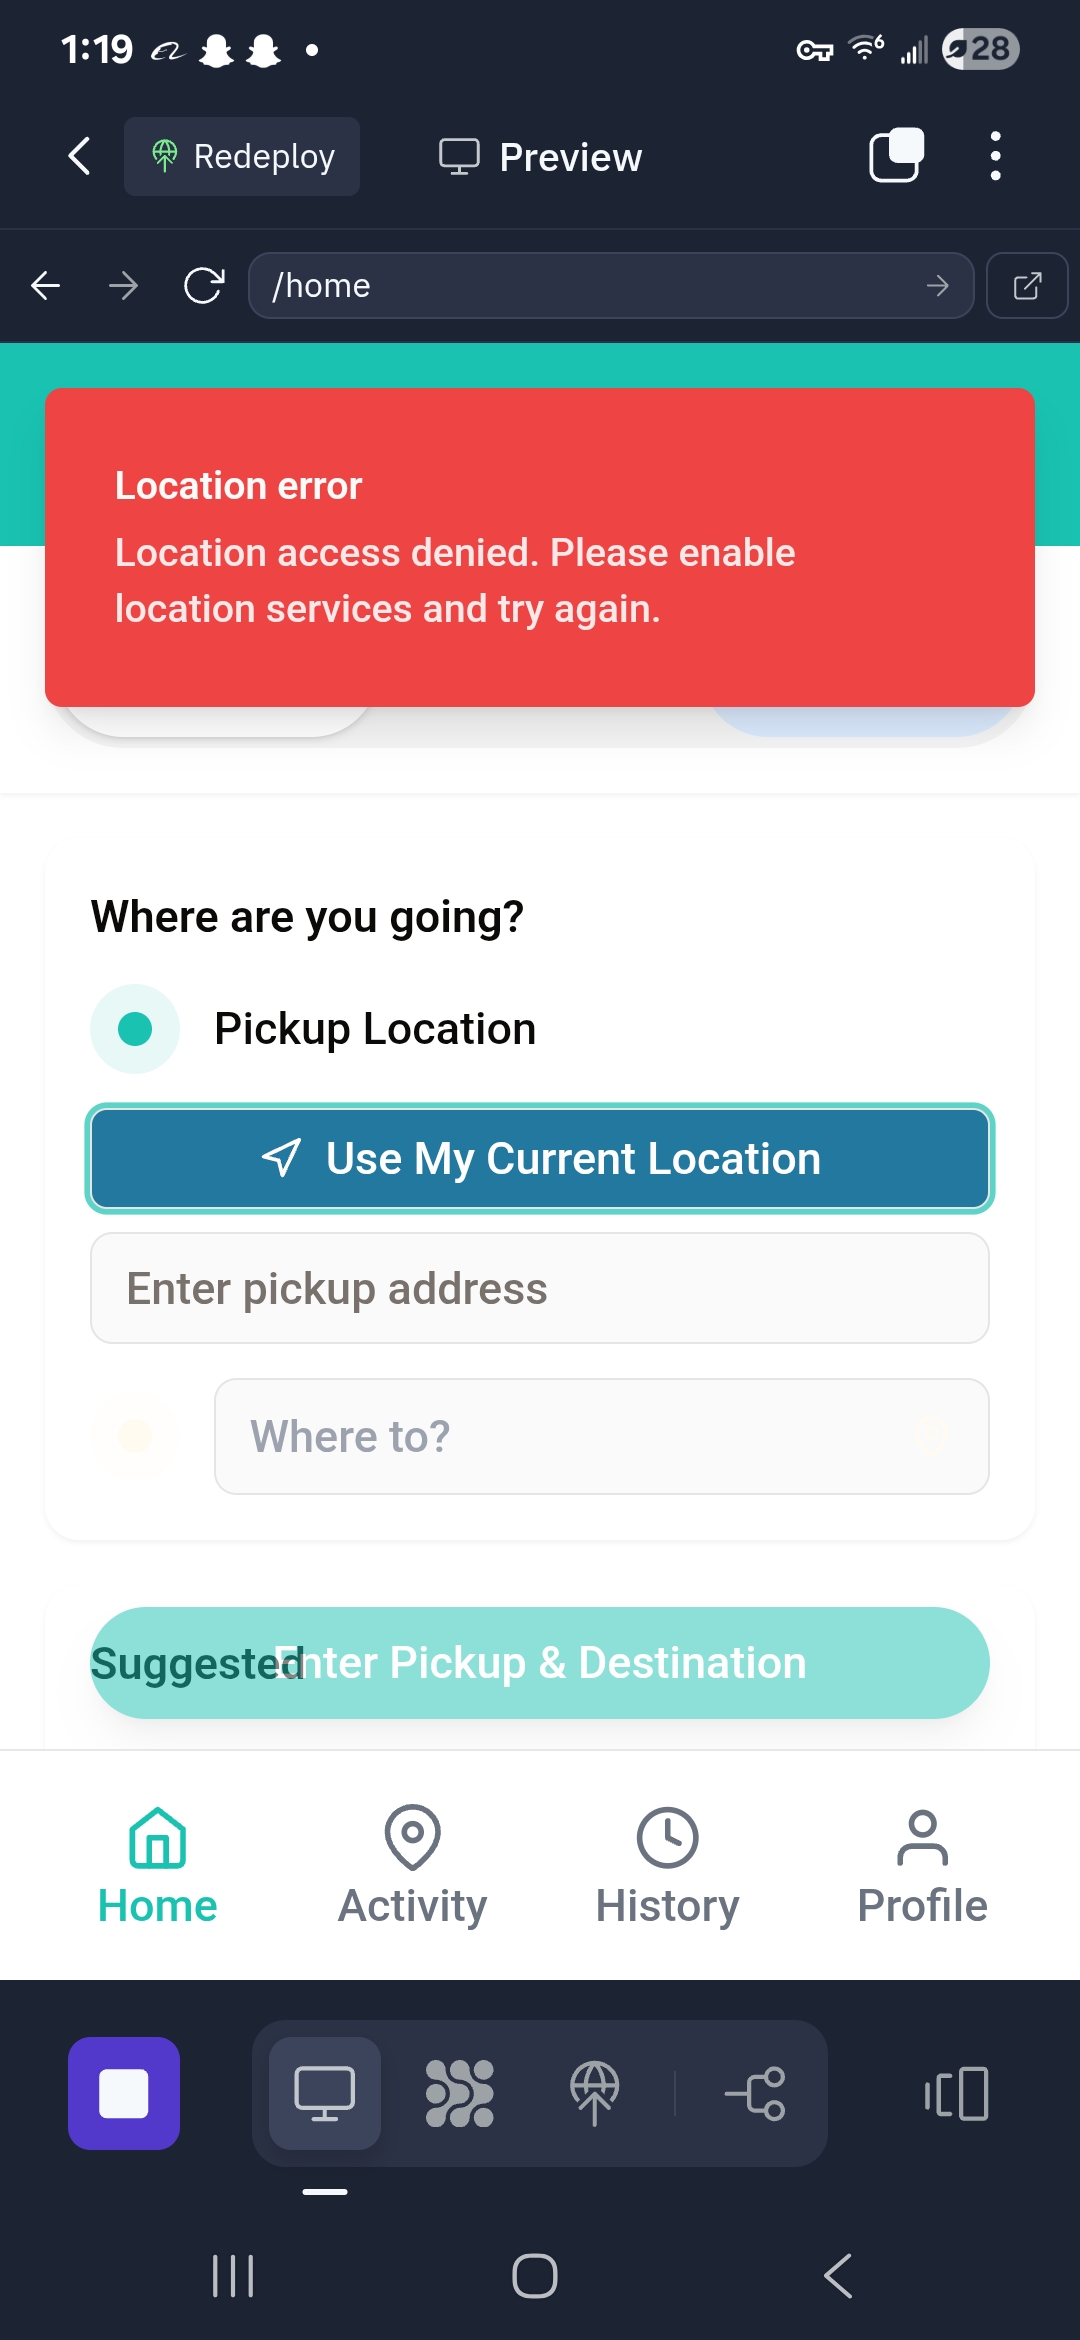 1:19
6
28
Redeploy
Preview
/home
Location error
Location access denied. Please enable
location services and try again.
Where are you going?
Pickup Location
Use My Current Location
Enter pickup address
Where to?
Suggested
Enter Pickup & Destination
Home
Activity
History
Profile